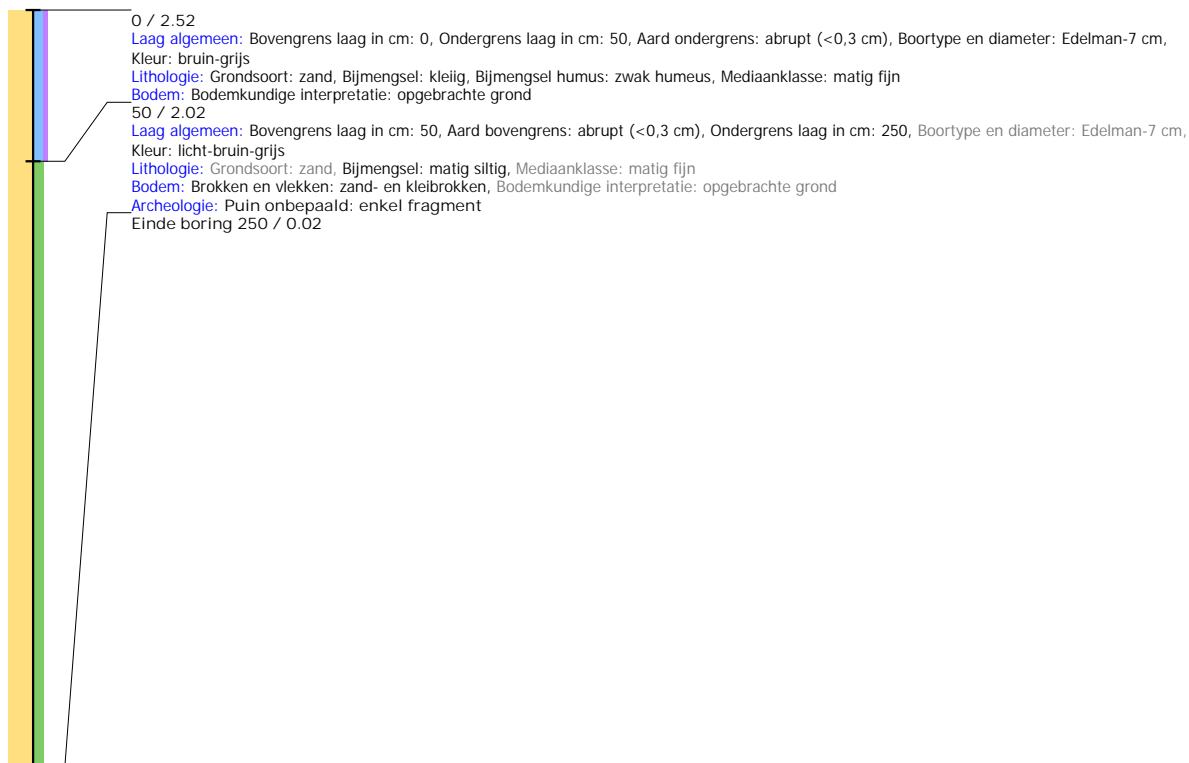 0 / 2.52
Laag algemeen: Bovengrens laag in cm: 0, Ondergrens laag in cm: 50, Aard ondergrens: abrupt (<0,3 cm), Boortype en diameter: Edelman-7 cm,
Kleur: bruin-grijs
Lithologie: Grondsoort: zand, Bijmengsel: kleiig, Bijmengsel humus: zwak humeus, Mediaanklasse: matig fijn
Bodem: Bodemkundige interpretatie: opgebrachte grond
50 / 2.02
Laag algemeen: Bovengrens laag in cm: 50, Aard bovengrens: abrupt (<0,3 cm), Ondergrens laag in cm: 250, Boortype en diameter: Edelman-7 cm,
Kleur: licht-bruin-grijs
Lithologie: Grondsoort: zand, Bijmengsel: matig siltig, Mediaanklasse: matig fijn
Bodem: Brokken en vlekken: zand- en kleibrokken, Bodemkundige interpretatie: opgebrachte grond
Archeologie: Puin onbepaald: enkel fragment
Einde boring 250 / 0.02